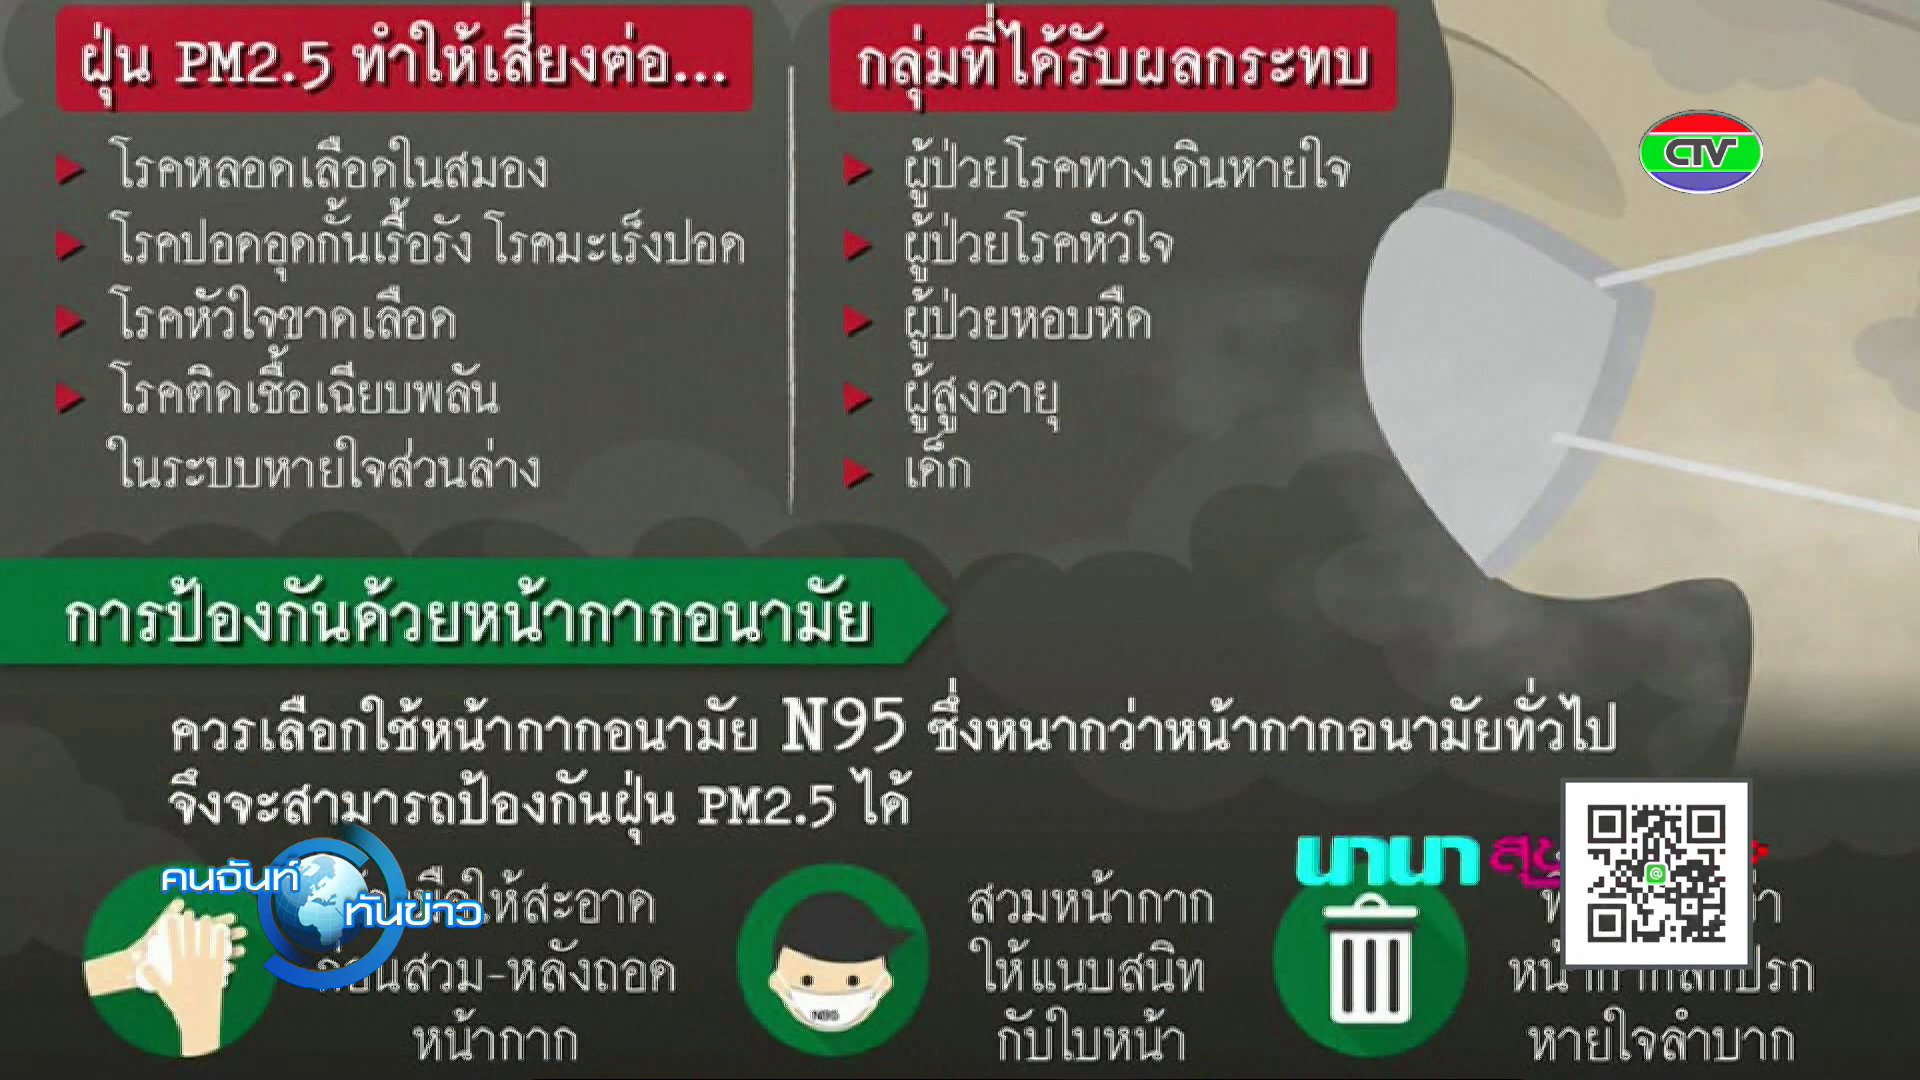 ฝุ่น PM2.5 ทำให้เสี่ยงต่อ...
โรคหลอดเลือดในสมอง
โรคปอดอุดกั้นเรื้อรัง โรคมะเร็งปอด
โรคหัวใจขาดเลือด
โรคติดเชื้อเฉียบพลัน
ในระบบหายใจส่วนล่าง
กลุ่มที่ได้รับผลกระทบ
ผู้ป่วยโรคทางเดินหายใจ
ผู้ป่วยโรคหัวใจ
ผู้ป่วยหอบหืด
ผู้สูงอายุ
เด็ก
CTV
การป้องกันด้วยหน้ากากอนามัย
ควรเลือกใช้หน้ากากอนามัย N95 ซึ่งหนากว่าหน้ากากอนามัยทั่วไป
จึงจะสามารถป้องกันฝุ่น PM2.5 ได้
คนจันท์
ทันข่าว
ให้สะอาด
ก่อนสวม-หลังถอด
หน้ากาก
N95
สวมหน้ากาก
ให้แนบสนิท
กับใบหน้า
นานา
หน้ากากสกปรก
หายใจลำบาก